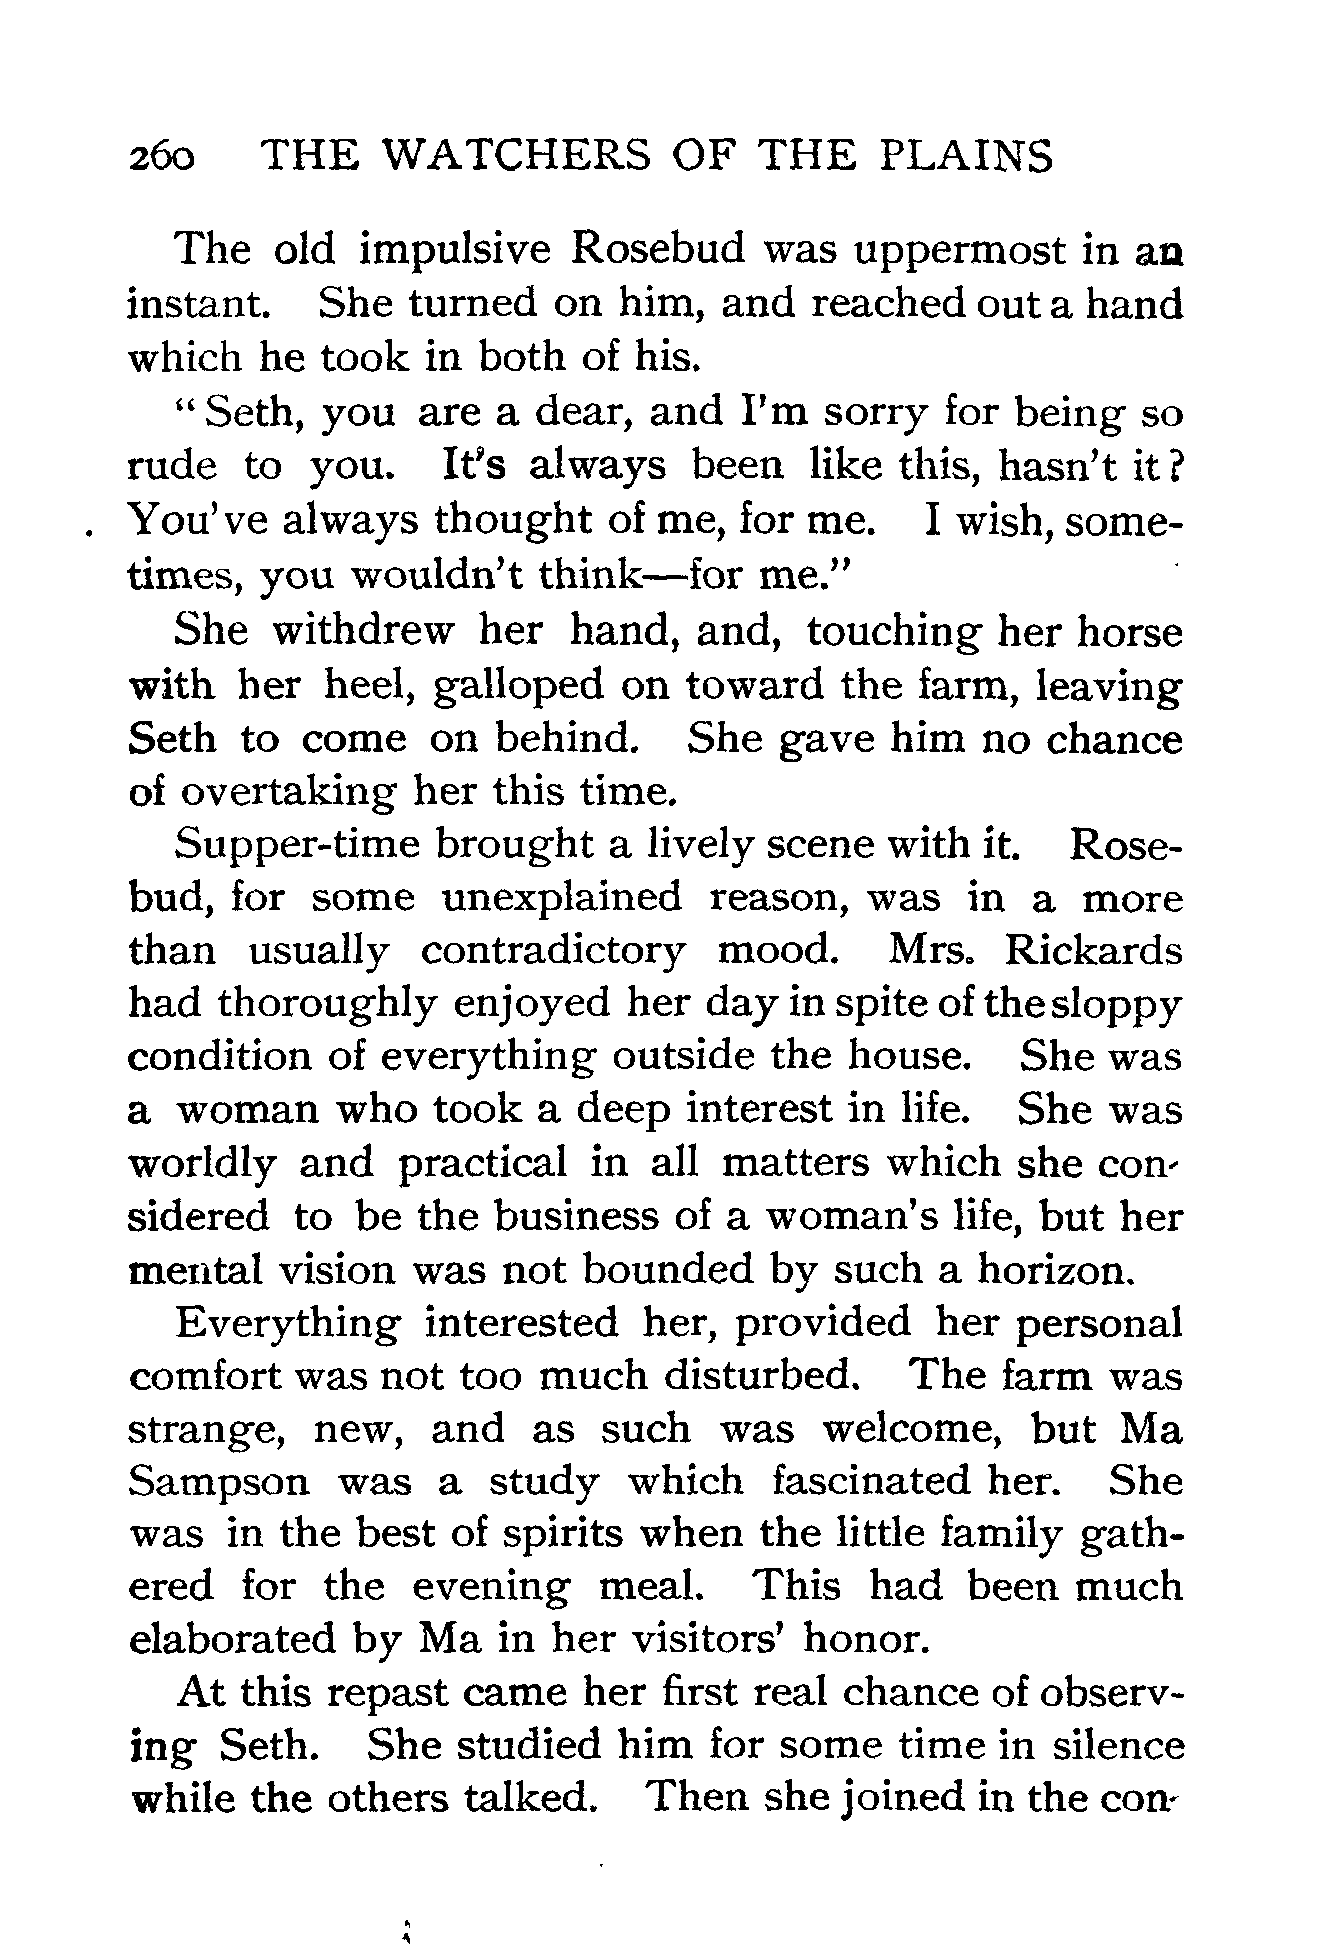 260 THE WATCHERS OF THE PLAINS
The old impulsive Rosebud was uppermost in an
instant. She turned on him, and reached out a hand
which he took in both of his.
“Seth, you are a dear, and I'm sorry for being so
rude to you. It's always been like this, hasn't it?
You've always thought of me, for me. I wish, some-
times, you wouldn't think—for me.”
She withdrew her hand, and, touching her horse
with her heel, galloped on toward the farm, leaving
Seth to come on behind. She gave him no chance
of overtaking her this time.
Supper-time brought a lively scene with it. Rose-
bud, for some unexplained reason, was in a more
than usually contradictory mood. Mrs. Rickards
had thoroughly enjoyed her day in spite of the sloppy
condition of everything outside the house. She was
a woman who took a deep interest in life. She was
worldly and practical in all matters which she con-
sidered to be the business of a woman's life, but her
mental vision was not bounded by such a horizon.
Everything interested her, provided her personal
comfort was not too much disturbed. The farm was
strange, new, and as such was welcome, but Ma
Sampson was a study which fascinated her. She
was in the best of spirits when the little family gath-
ered for the evening meal. This had been much
elaborated by Ma in her visitors' honor.
At this repast came her first real chance of observ-
ing Seth. She studied him for some time in silence
while the others talked. Then she joined in the con-